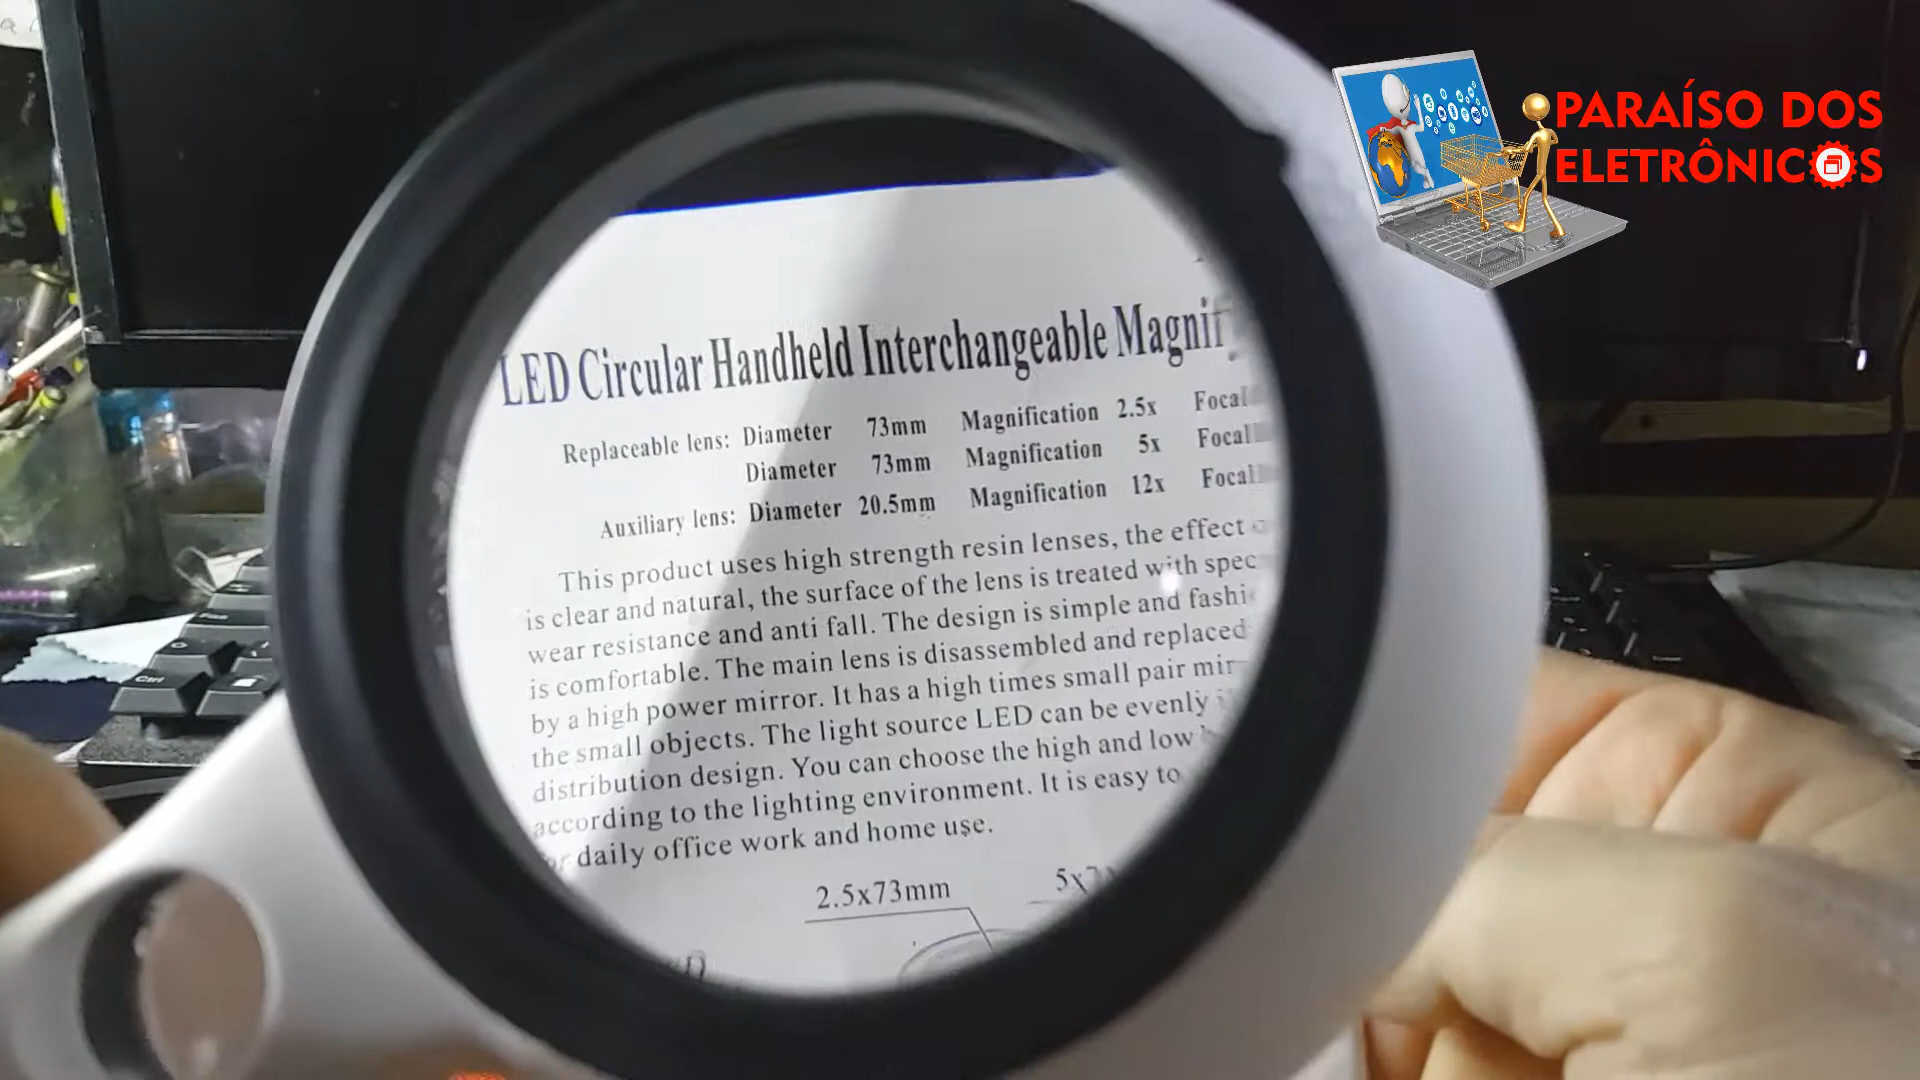 PARAÍSO DOS
ELETRÔNICOS
LED Circular Handheld Interchangeable
Replaceable lens: Diameter 73mm Magnification 2.5x Focal
Diameter 73mm Magnification 5x Focal
Auxiliary lens: Diameter 20.5mm Magnification 12x Focal
This product uses high strength resin lenses, the effect
is clear and natural, the surface of the lens is treated with
wear resistance and anti fall. The design is simple and
is comfortable. The main lens is disassembled and replaced
by a high power mirror. It has a high times small pair
the small objects. The light source LED can be evenly
distribution design. You can choose the high and low
according to the lighting environment. It is easy to
daily office work and home use.
2.5x73mm
Ctrl